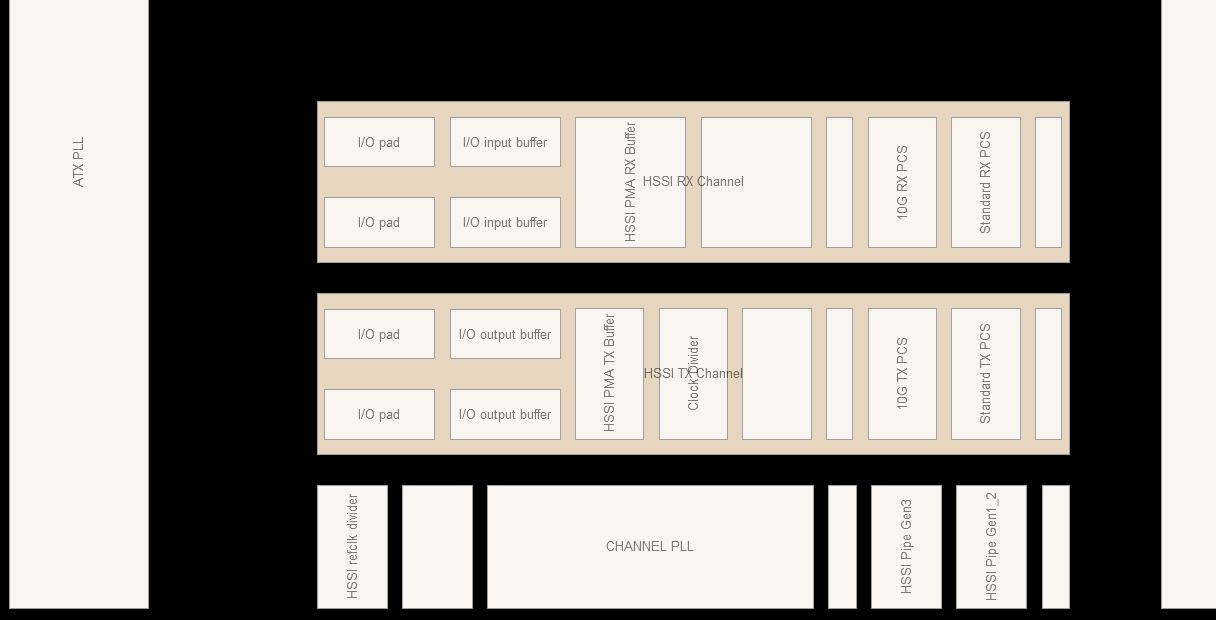 ATX PLL
I/O pad
I/O input buffer
I/O pad
I/O input buffer
HSSI PMA RX Buffer
HSSI RX Channel
10G RX PCS
Standard RX PCS
I/O pad
I/O output buffer
I/O pad
I/O output buffer
HSSI PMA TX Buffer
Clock Divider
HSSI TX Channel
10G TX PCS
Standard TX PCS
HSSI refclk divider
CHANNEL PLL
HSSI Pipe Gen3
HSSI Pipe Gen1_2